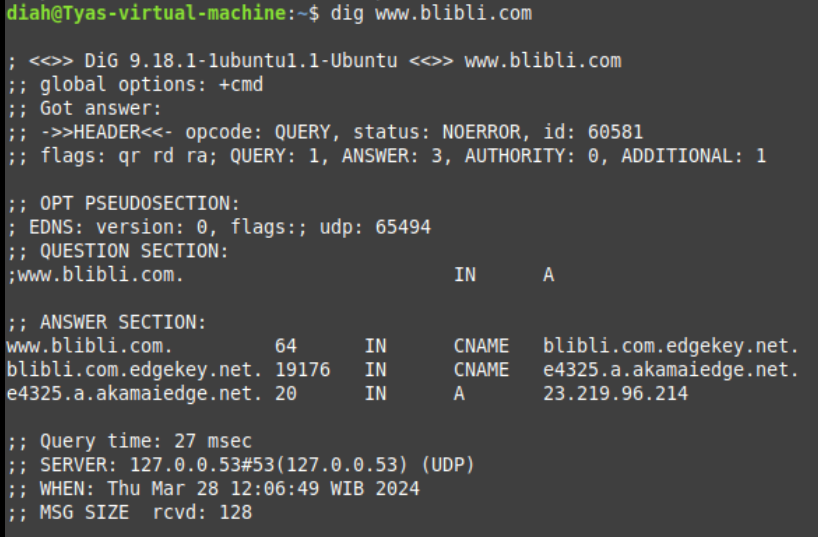 diah@Tyas-virtual-machine:~$ dig www.blibli.com
; <<>> DiG 9.18.1-1ubuntu1.1-Ubuntu <<>> www.blibli.com
;; global options: +cmd
;; Got answer:
;; ->>HEADER<<- opcode: QUERY, status: NOERROR, id: 60581
;; flags: qr rd ra; QUERY: 1, ANSWER: 3, AUTHORITY: 0, ADDITIONAL: 1
;; OPT PSEUDOSECTION:
; EDNS: version: 0, flags:; udp: 65494
;; QUESTION SECTION:
;www.blibli.com. IN A
;; ANSWER SECTION:
www.blibli.com. 64 IN CNAME blibli.com.edgekey.net.
blibli.com.edgekey.net. 19176 IN CNAME e4325.a.akamaiedge.net.
e4325.a.akamaiedge.net. 20 IN A 23.219.96.214
;; Query time: 27 msec
;; SERVER: 127.0.0.53#53(127.0.0.53) (UDP)
;; WHEN: Thu Mar 28 12:06:49 WIB 2024
;; MSG SIZE rcvd: 128